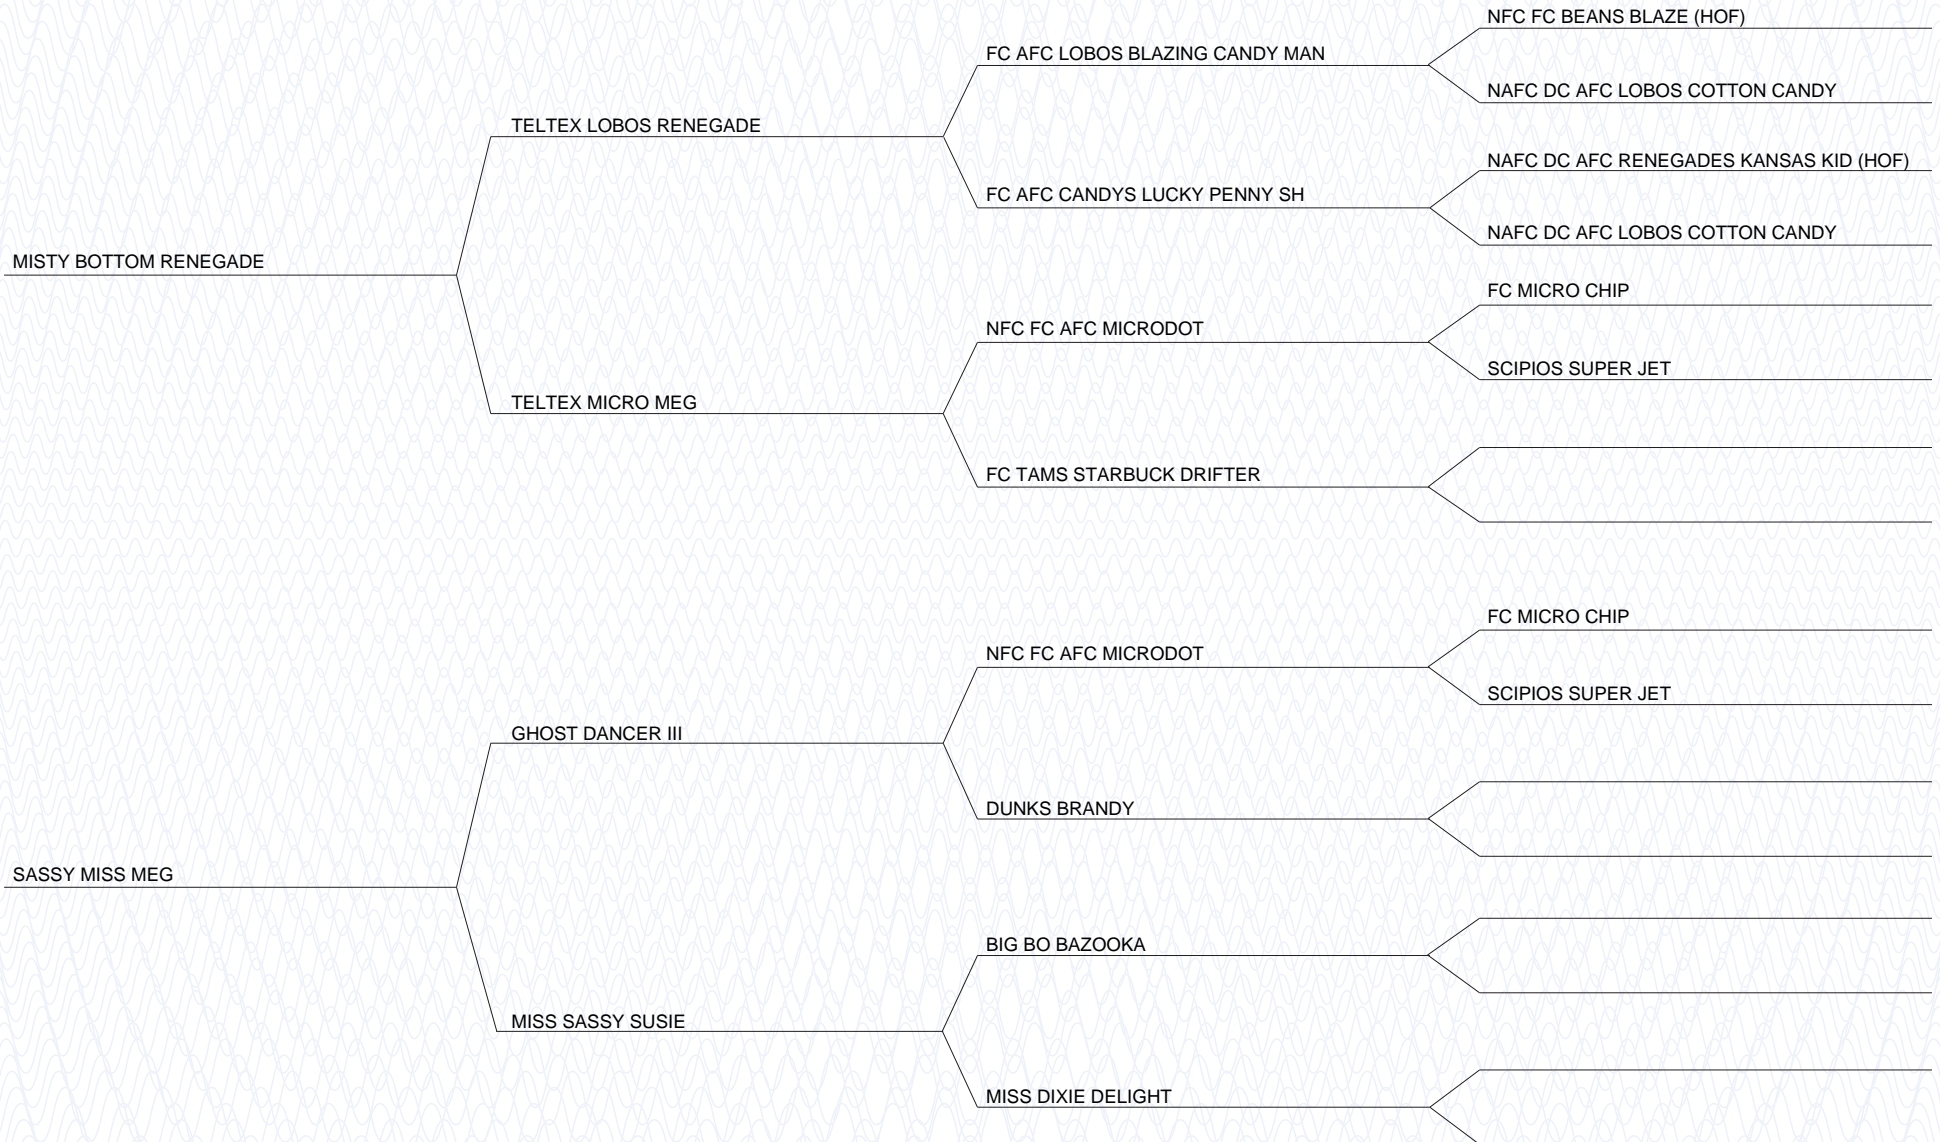 NFC FC BEANS BLAZE (HOF)
FC AFC LOBOS BLAZING CANDY MAN
NAFC DC AFC LOBOS COTTON CANDY
TELTEX LOBOS RENEGADE
NAFC DC AFC RENEGADES KANSAS KID (HOF)
FC AFC CANDYS LUCKY PENNY SH
NAFC DC AFC LOBOS COTTON CANDY
MISTY BOTTOM RENEGADE
FC MICRO CHIP
NFC FC AFC MICRODOT
SCIPIOS SUPER JET
TELTEX MICRO MEG
FC TAMS STARBUCK DRIFTER
FC MICRO CHIP
NFC FC AFC MICRODOT
SCIPIOS SUPER JET
GHOST DANCER III
DUNKS BRANDY
SASSY MISS MEG
BIG BO BAZOOKA
MISS SASSY SUSIE
MISS DIXIE DELIGHT